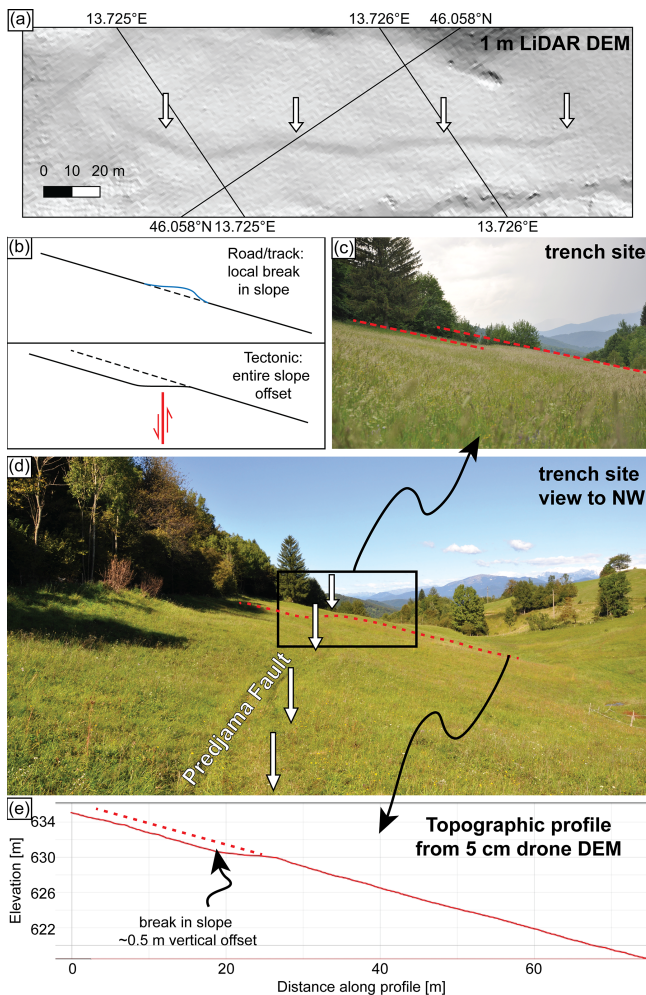 (a)
13.725°E
13.726°E
46.058°N
1 m LiDAR DEM
0 10 20 m
46.058°N
13.725°E
13.726°E
(b)
Road/track:
local break
in slope
Tectonic:
entire slope
offset
(c)
trench site
(d)
trench site
view to NW
Predjama Fault
(e)
Topographic profile
from 5 cm drone DEM
634
630
626
622
Elevation [m]
break in slope
~0.5 m vertical offset
0 20 40 60
Distance along profile [m]